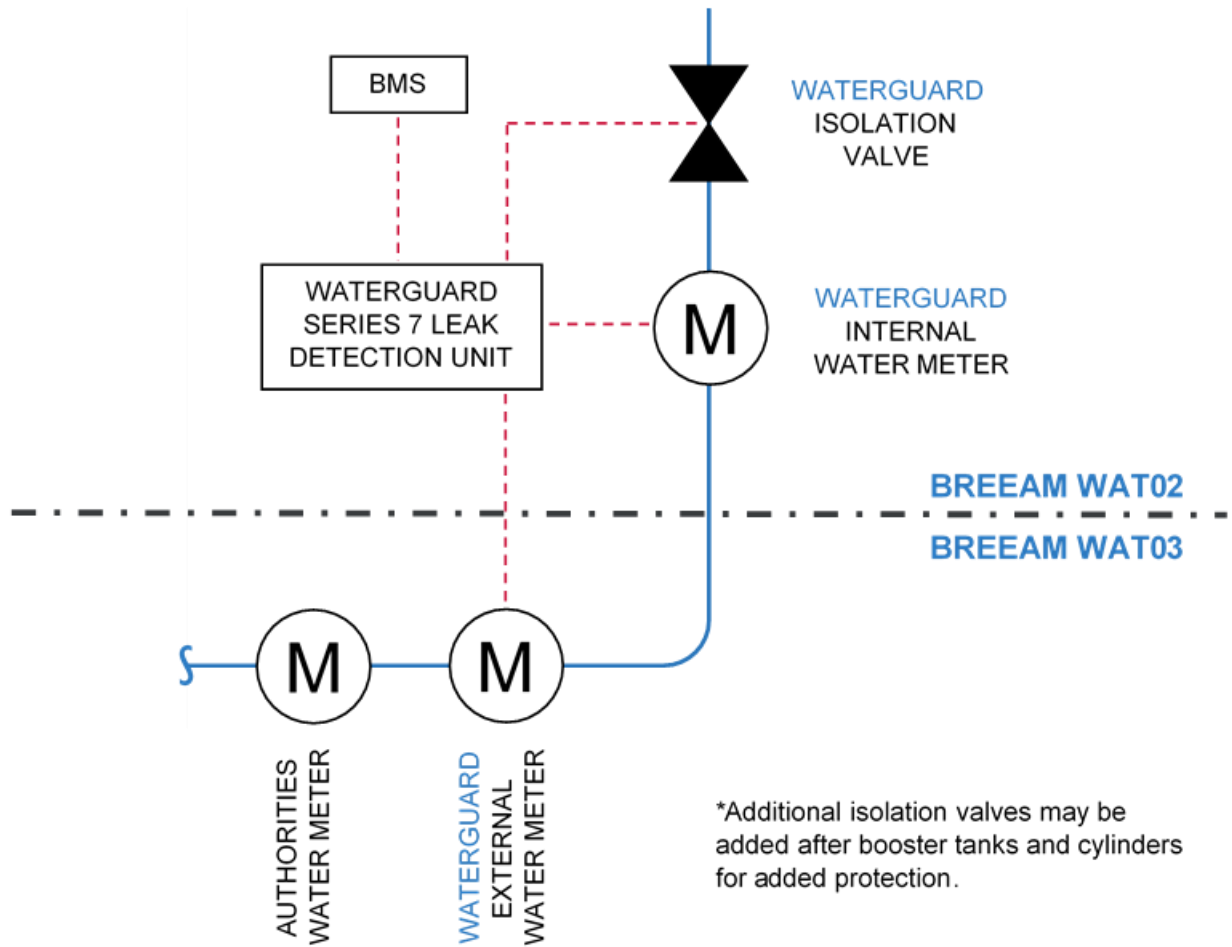 BMS
WATERGUARD
ISOLATION
VALVE
WATERGUARD
SERIES 7 LEAK
DETECTION UNIT
M
WATERGUARD
INTERNAL
WATER METER
BREEAM WAT02
BREEAM WAT03
M
M
AUTHORITIES
WATER METER
WATERGUARD
EXTERNAL
WATER METER
*Additional isolation valves may be
added after booster tanks and cylinders
for added protection.